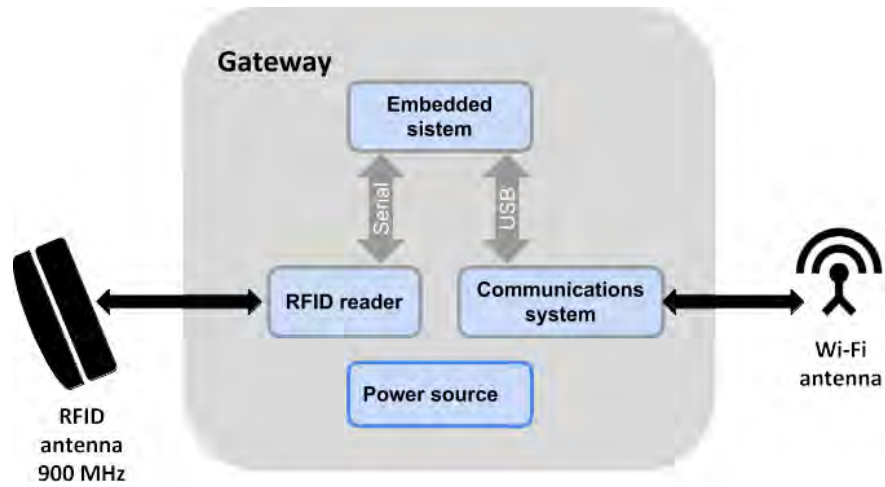 Gateway
Embedded
sistem
Serial
USB
RFID reader
Communications
system
Power source
RFID
antenna
900 MHz
Wi-Fi
antenna